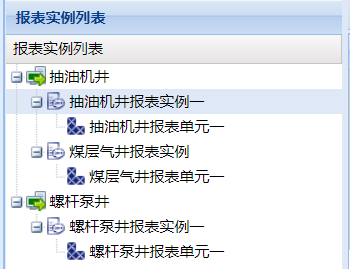 报表实例列表
报表实例列表
抽油机井
抽油机井报表实例一
抽油机井报表单元一
煤层气井报表实例
煤层气井报表单元一
螺杆泵井
螺杆泵井报表实例一
螺杆泵井报表单元一